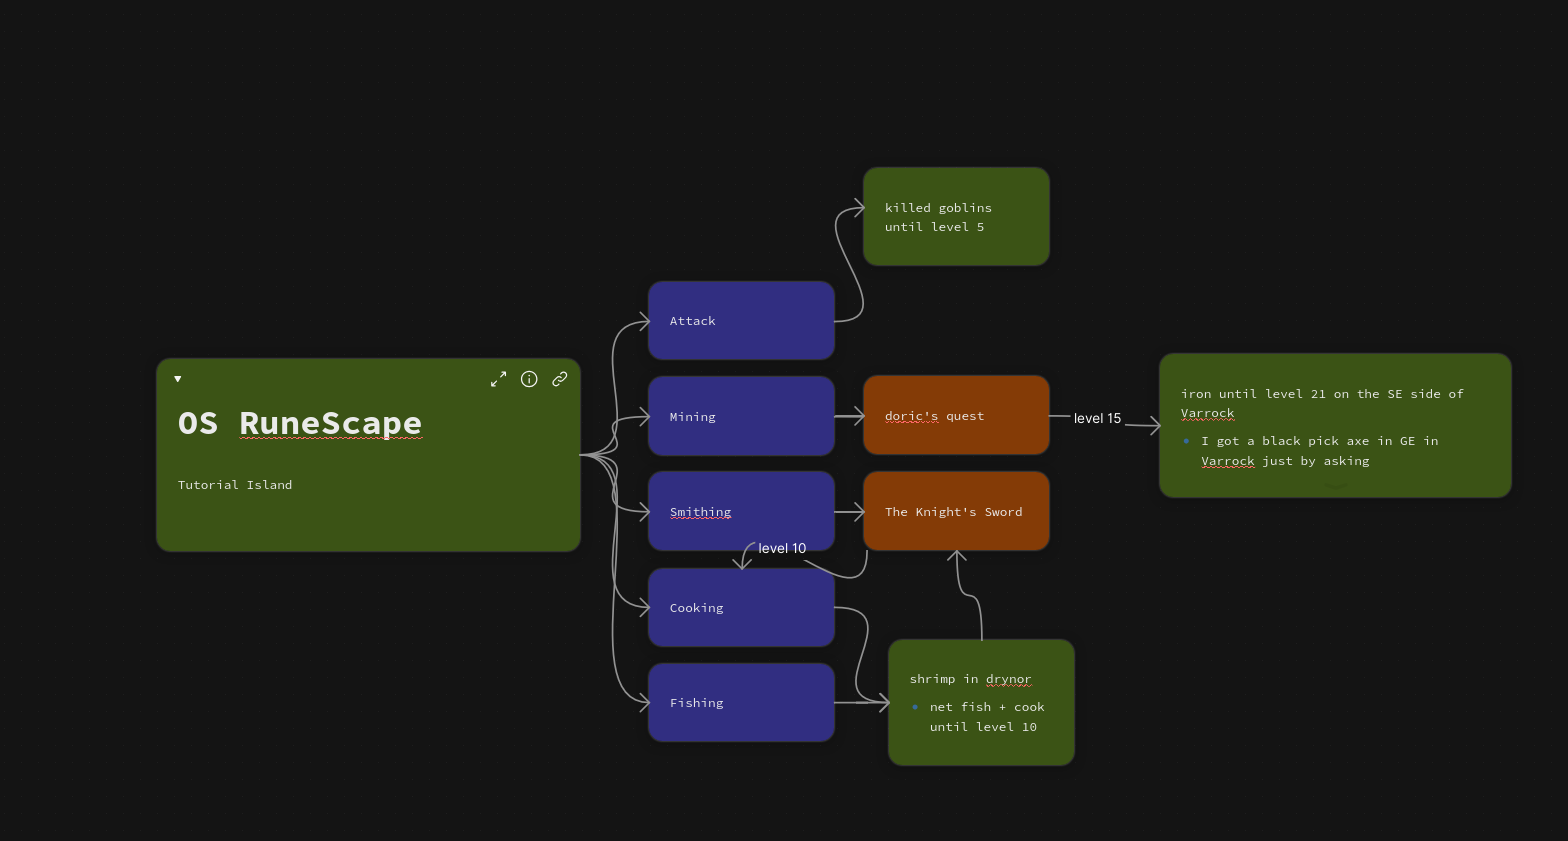 OS RuneScape
Tutorial Island
Attack
killed goblins
until level 5
Mining
doric's quest
level 15
iron until level 21 on the SE side of
Varrock
I got a black pick axe in GE in
Varrock just by asking
Smithing
The Knight's Sword
level 10
Cooking
Fishing
shrimp in drynor
net fish + cook
until level 10